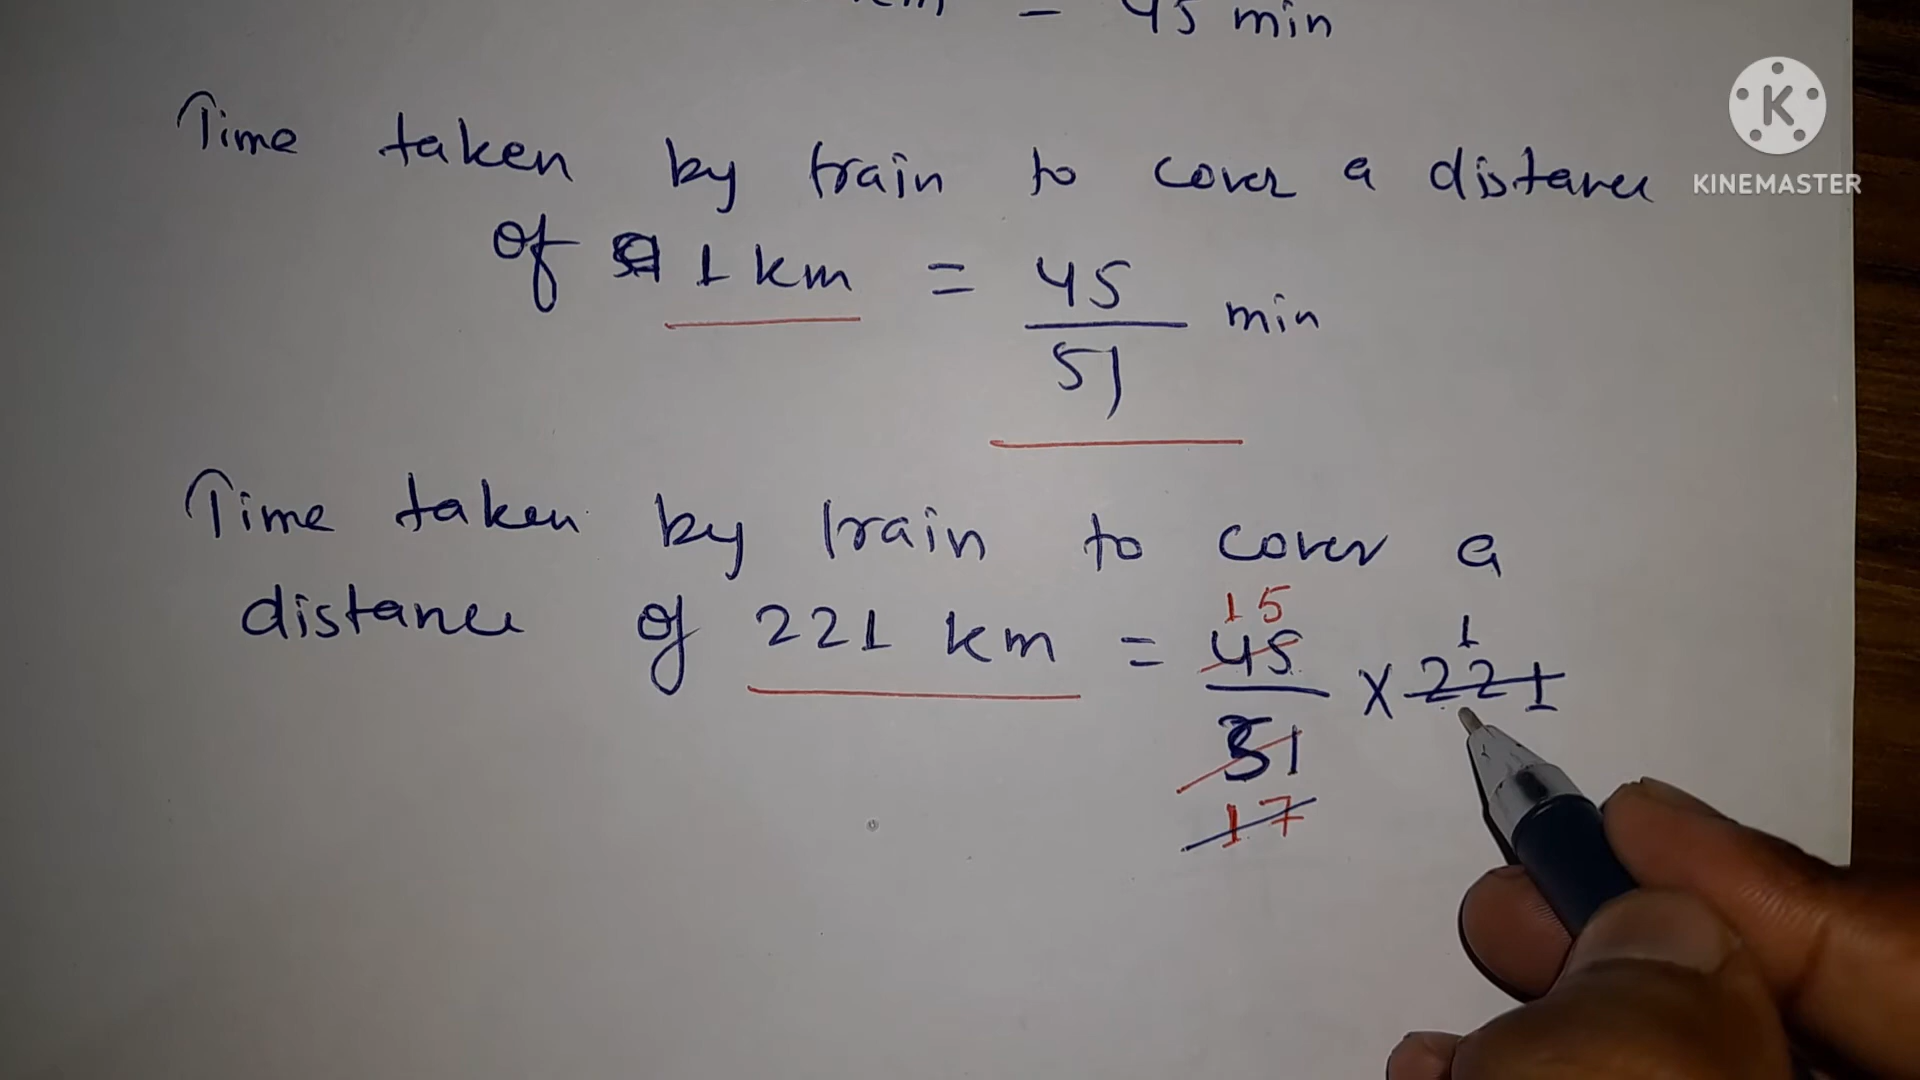 = 45 min
Time taken by train to cover a distance
of 1 km = 45/51 min
Time taken by train to cover a
distance of 221 km = 45/51 × 221
15
1
17
K
KINEMASTER